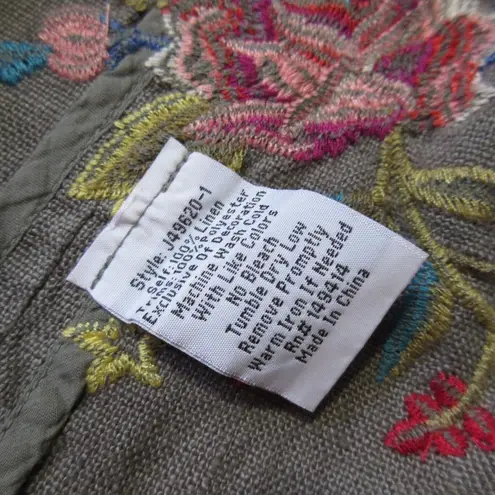 Style: J49620-1
Self:100% Linen
Trim:100%Polyester
Exclusive Of Decoration
Machine Wash Cold
With Like Colors
No Bleach
Tumble Dry Low
Remove Promptly
Warm Iron If Needed
Rn# 149414
Made In China